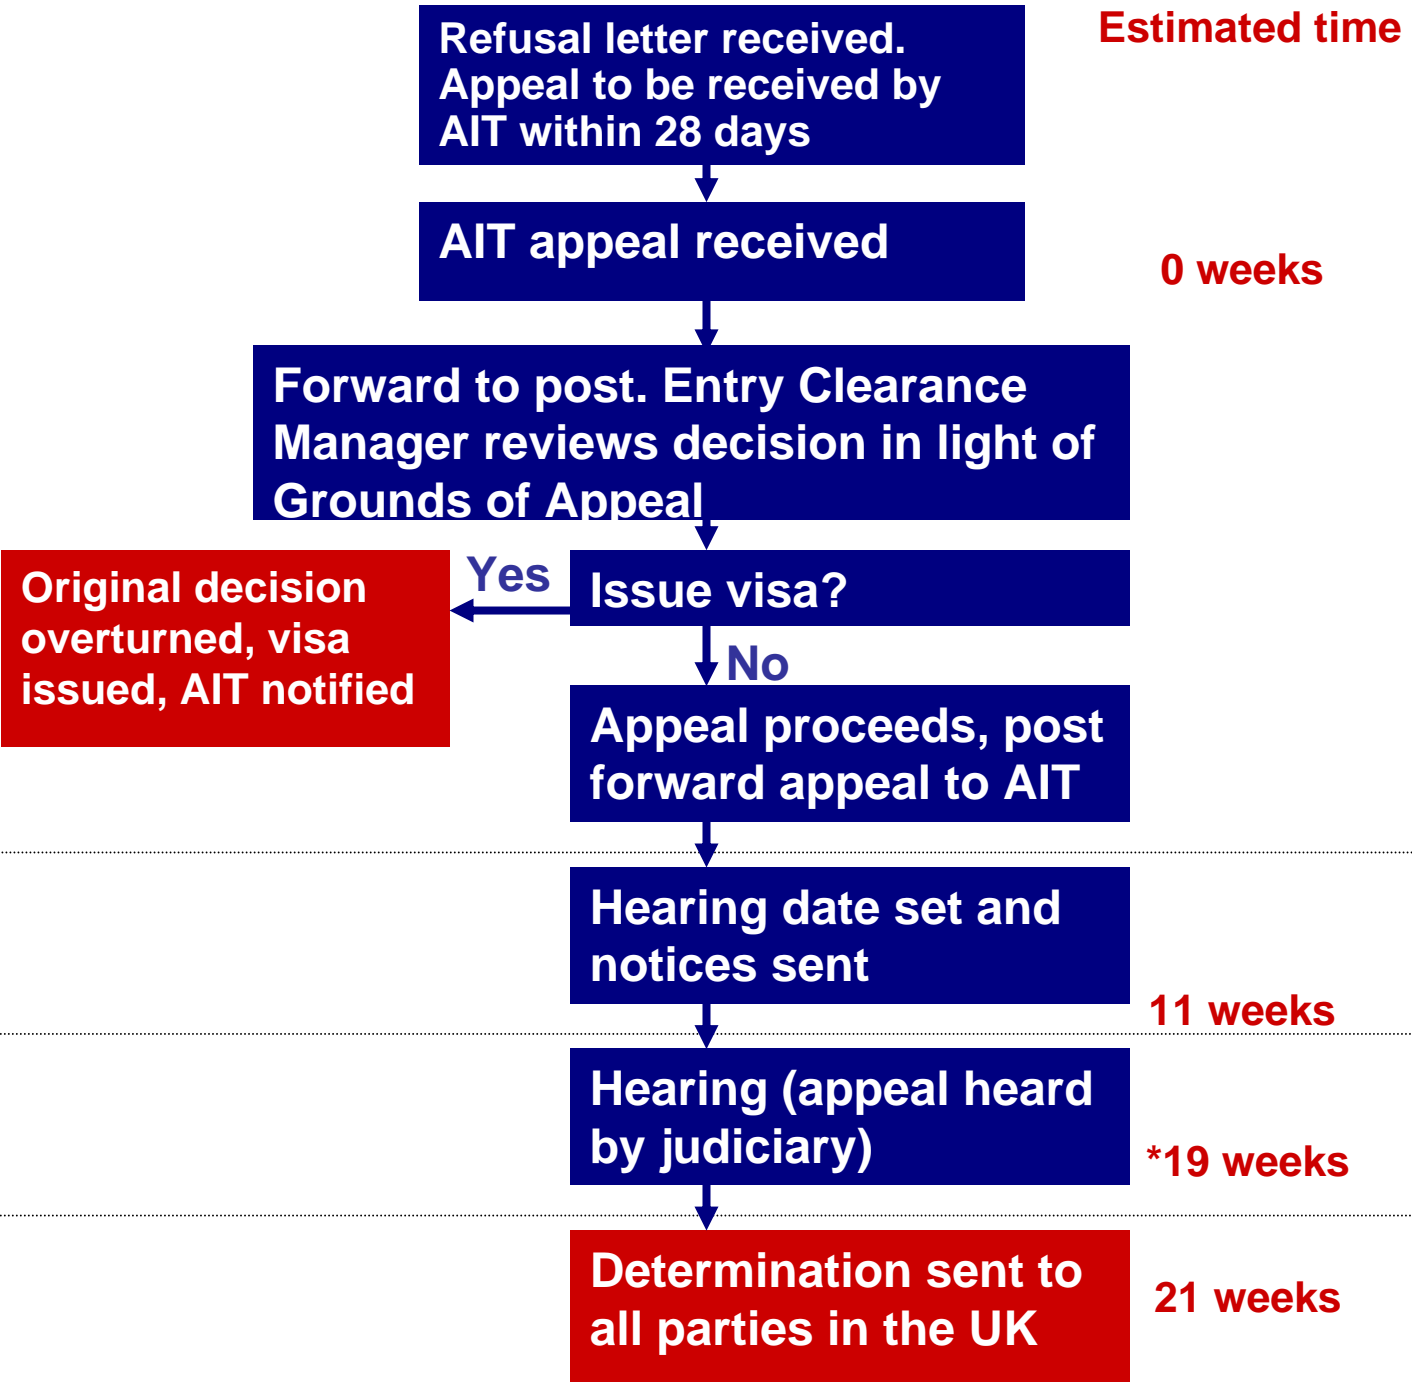 Estimated time
Refusal letter received.
Appeal to be received by
AIT within 28 days
AIT appeal received
0 weeks
Forward to post. Entry Clearance
Manager reviews decision in light of
Grounds of Appeal
Issue visa?
Yes
Original decision
overturned, visa
issued, AIT notified
No
Appeal proceeds, post
forward appeal to AIT
Hearing date set and
notices sent
11 weeks
Hearing (appeal heard
by judiciary)
*19 weeks
Determination sent to
all parties in the UK
21 weeks